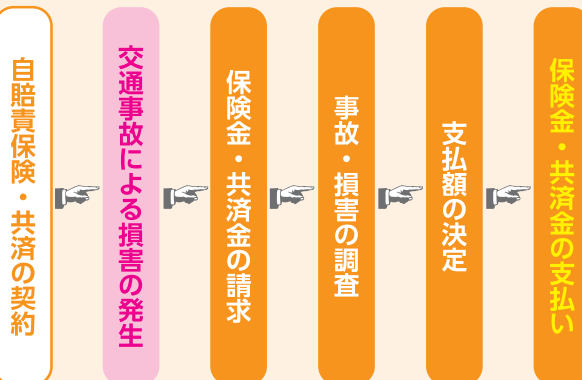 自賠責保険・共済の契約
交通事故による損害の発生
保険金・共済金の請求
事故・損害の調査
支払額の決定
保険金・共済金の支払い